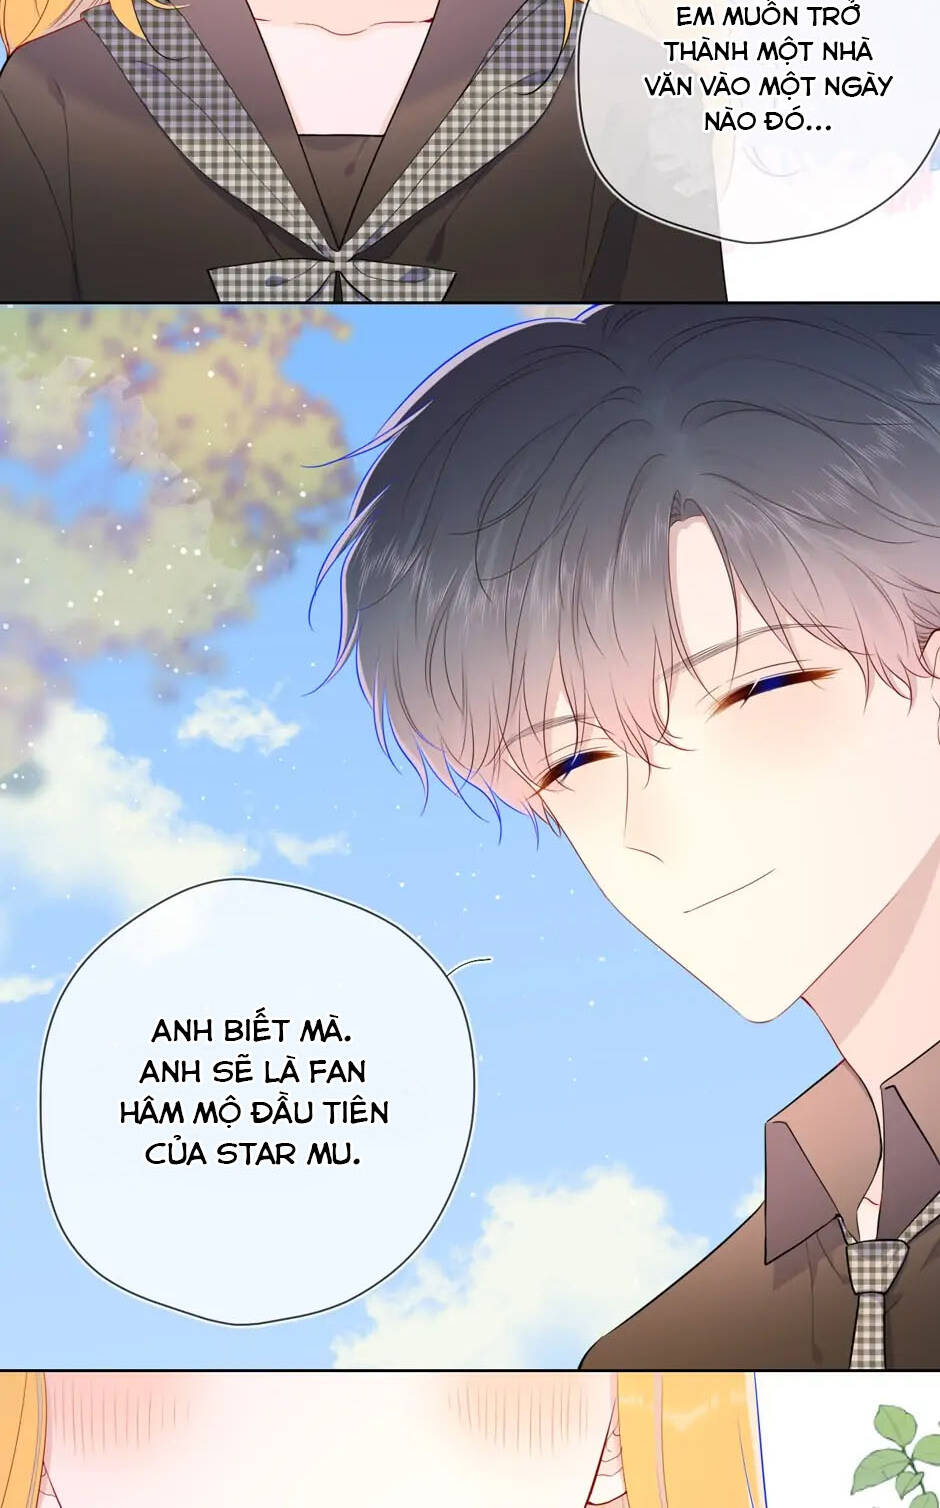 EM MUỐN TRỞ
THÀNH MỘT NHÀ
VĂN VÀO MỘT NGÀY
NÀO ĐÓ...
ANH BIẾT MÀ.
ANH SẼ LÀ FAN
HÂM MỘ ĐẦU TIÊN
CỦA STAR MU.